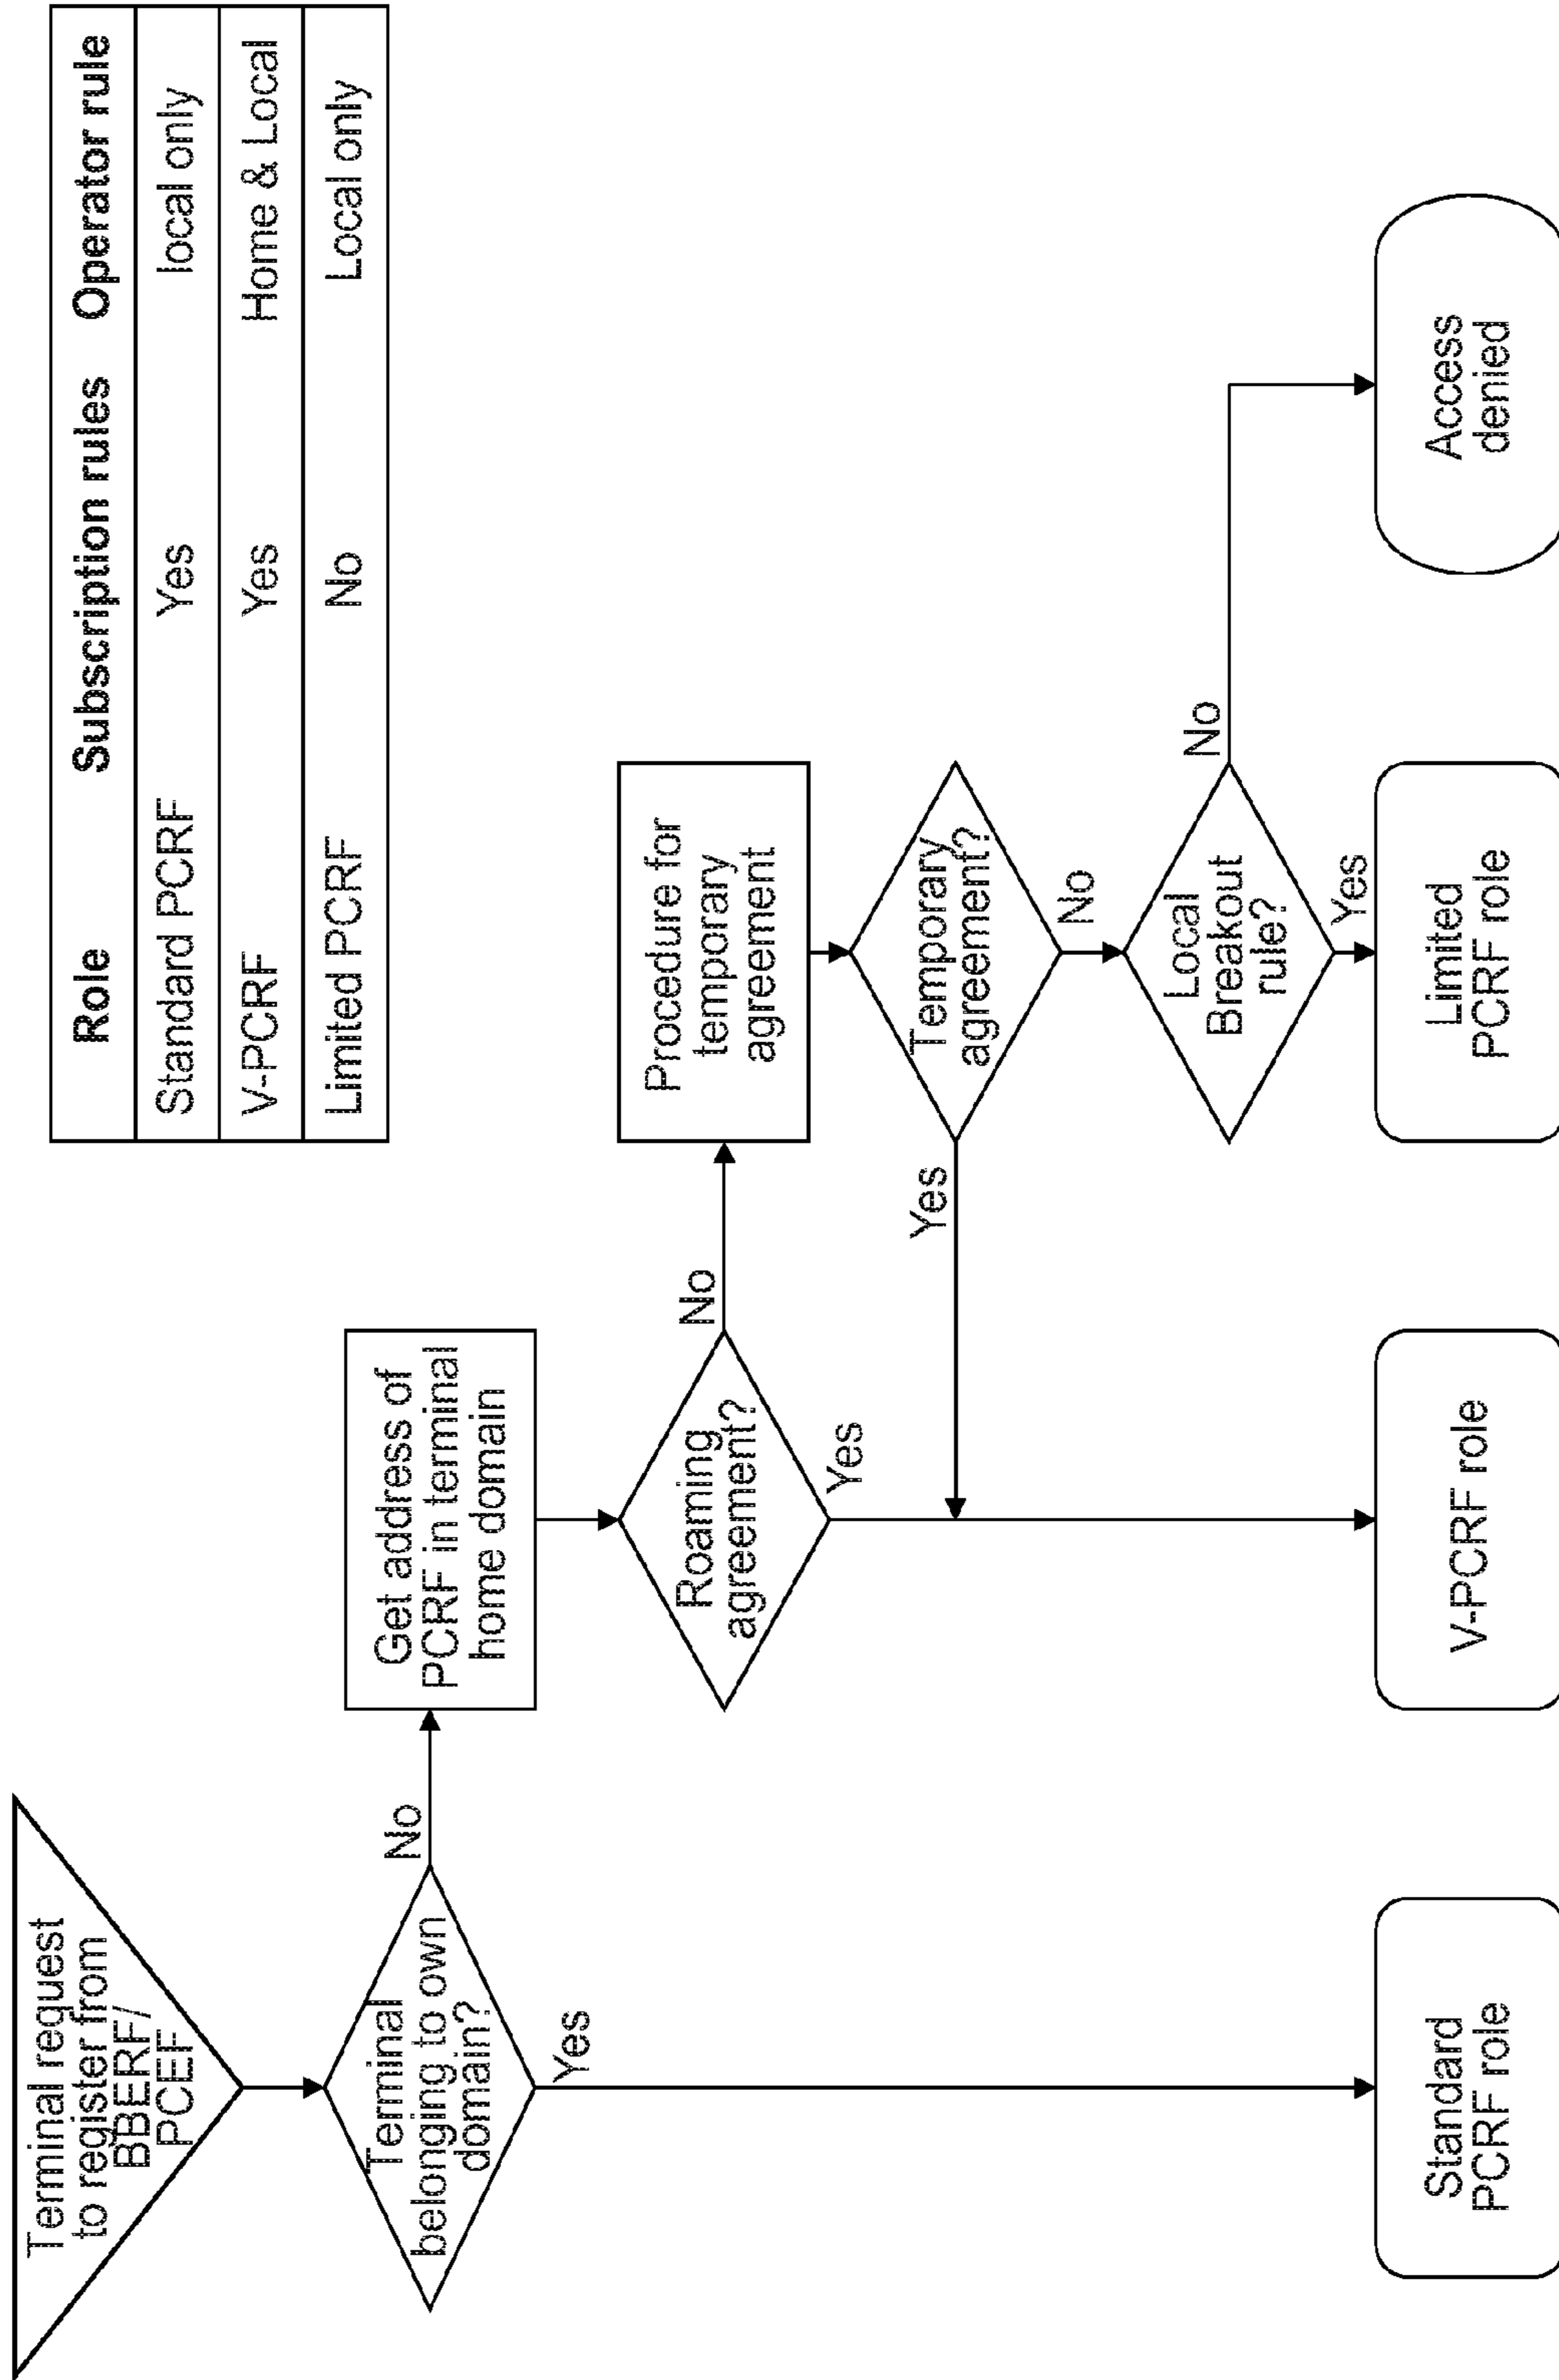 Terminal request
to register from
BBERF/
PCEF
Role Subscription rules Operator rule
Standard PCRF Yes local only
V-PCRF Yes Home & Local
Limited PCRF No Local only
Terminal
belonging to own
domain?
No
Yes
Get address of
PCRF in terminal
home domain
Roaming
agreement?
No
Yes
Procedure for
temporary
agreement
Temporary
agreement?
Yes
No
Local
Breakout
rule?
No
Yes
Standard
PCRF role
V-PCRF role
Limited
PCRF role
Access
denied